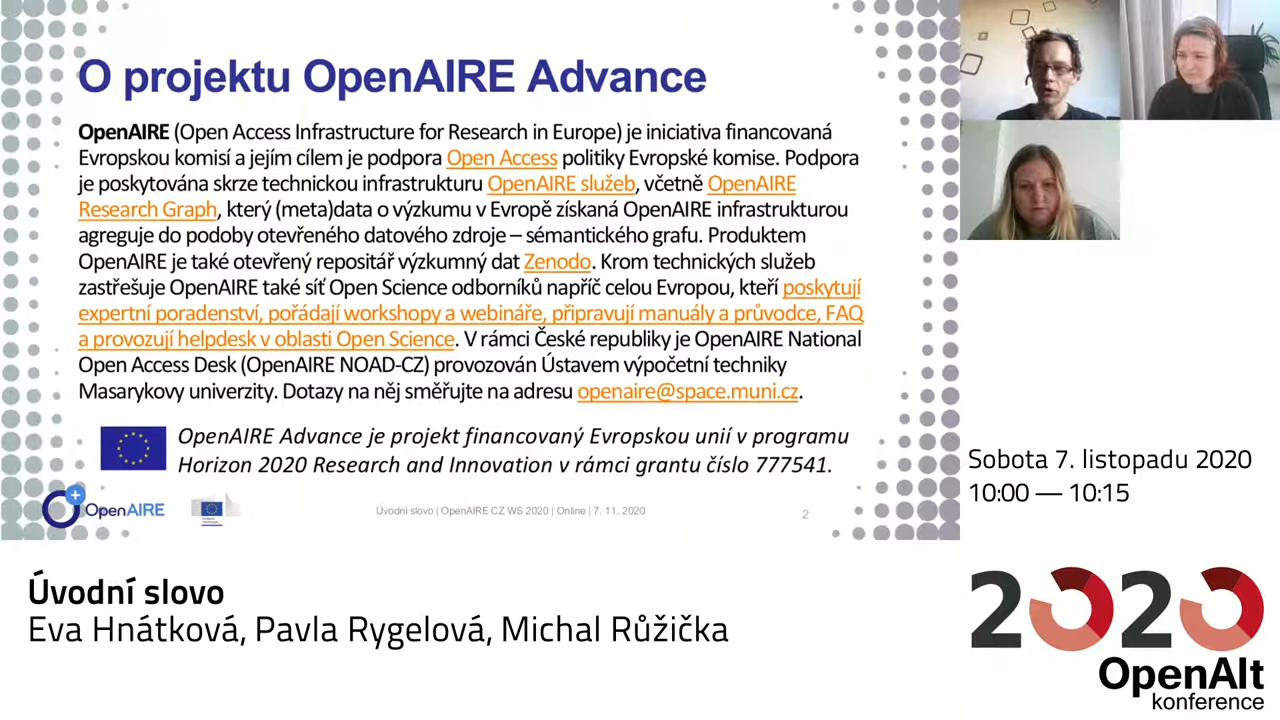 O projektu OpenAIRE Advance
OpenAIRE (Open Access Infrastructure for Research in Europe) je iniciativa financovaná
Evropskou komisí a jejím cílem je podpora Open Access politiky Evropské komise. Podpora
je poskytována skrze technickou infrastrukturu OpenAIRE služeb, včetně OpenAIRE
Research Graph, který (meta)data o výzkumu v Evropě získaná OpenAIRE infrastrukturou
agreguje do podoby otevřeného datového zdroje – sémantického grafu. Produktem
OpenAIRE je také otevřený repositář výzkumný dat Zenodo. Krom technických služeb
zastřešuje OpenAIRE také síť Open Science odborníků napříč celou Evropou, kteří poskytují
expertní poradenství, pořádají workshopy a webináře, připravují manuály a průvodce, FAQ
a provozují helpdesk v oblasti Open Science. V rámci České republiky je OpenAIRE National
Open Access Desk (OpenAIRE NOAD-CZ) provozován Ústavem výpočetní techniky
Masarykovy univerzity. Dotazy na něj směřujte na adresu openaire@space.muni.cz.
OpenAIRE Advance je projekt financovaný Evropskou unií v programu
Horizon 2020 Research and Innovation v rámci grantu číslo 777541.
OpenAIRE
Úvodní slovo | OpenAIRE CZ WS 2020 | Online | 7. 11. 2020
2
Sobota 7. listopadu 2020
10:00 — 10:15
Úvodní slovo
Eva Hnátková, Pavla Rygelová, Michal Růžička
2020
OpenAlt
konference